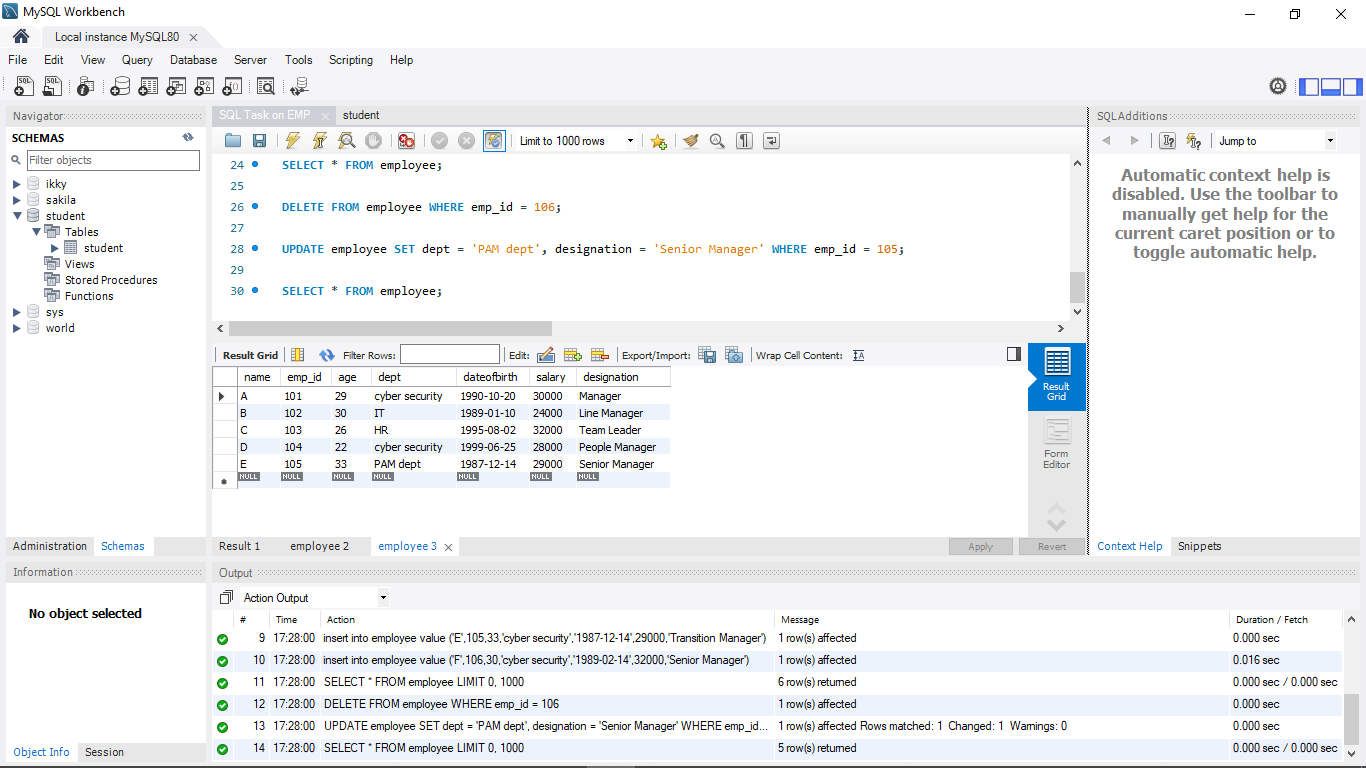 MySQL Workbench
Local instance MySQL80
File Edit View Query Database Server Tools Scripting Help
Navigator
SCHEMAS
Filter objects
ikky
sakila
student
Tables
student
Views
Stored Procedures
Functions
sys
world
Administration Schemas
Information
No object selected
Object Info Session
SQL Task on EMP student
Limit to 1000 rows
24 SELECT * FROM employee;
25
26 DELETE FROM employee WHERE emp_id = 106;
27
28 UPDATE employee SET dept = 'PAM dept', designation = 'Senior Manager' WHERE emp_id = 105;
29
30 SELECT * FROM employee;
Result Grid Filter Rows: Edit: Export/Import: Wrap Cell Content:
name emp_id age dept dateofbirth salary designation
A 101 29 cyber security 1990-10-20 30000 Manager
B 102 30 IT 1989-01-10 24000 Line Manager
C 103 26 HR 1995-08-02 32000 Team Leader
D 104 22 cyber security 1999-06-25 28000 People Manager
E 105 33 PAM dept 1987-12-14 29000 Senior Manager
NULL NULL NULL NULL NULL NULL NULL
Result
Grid
Form
Editor
Result 1 employee 2 employee 3 Apply Revert
SQLAdditions
Jump to
Automatic context help is
disabled. Use the toolbar to
manually get help for the
current caret position or to
toggle automatic help.
Context Help Snippets
Output
Action Output
# Time Action Message Duration / Fetch
9 17:28:00 insert into employee value ('E',105,33,'cyber security','1987-12-14',29000,'Transition Manager') 1 row(s) affected 0.000 sec
10 17:28:00 insert into employee value ('F',106,30,'cyber security','1989-02-14',32000,'Senior Manager') 1 row(s) affected 0.016 sec
11 17:28:00 SELECT * FROM employee LIMIT 0, 1000 6 row(s) returned 0.000 sec / 0.000 sec
12 17:28:00 DELETE FROM employee WHERE emp_id = 106 1 row(s) affected 0.000 sec
13 17:28:00 UPDATE employee SET dept = 'PAM dept', designation = 'Senior Manager' WHERE emp_id... 1 row(s) affected Rows matched: 1 Changed: 1 Warnings: 0 0.000 sec
14 17:28:00 SELECT * FROM employee LIMIT 0, 1000 5 row(s) returned 0.000 sec / 0.000 sec